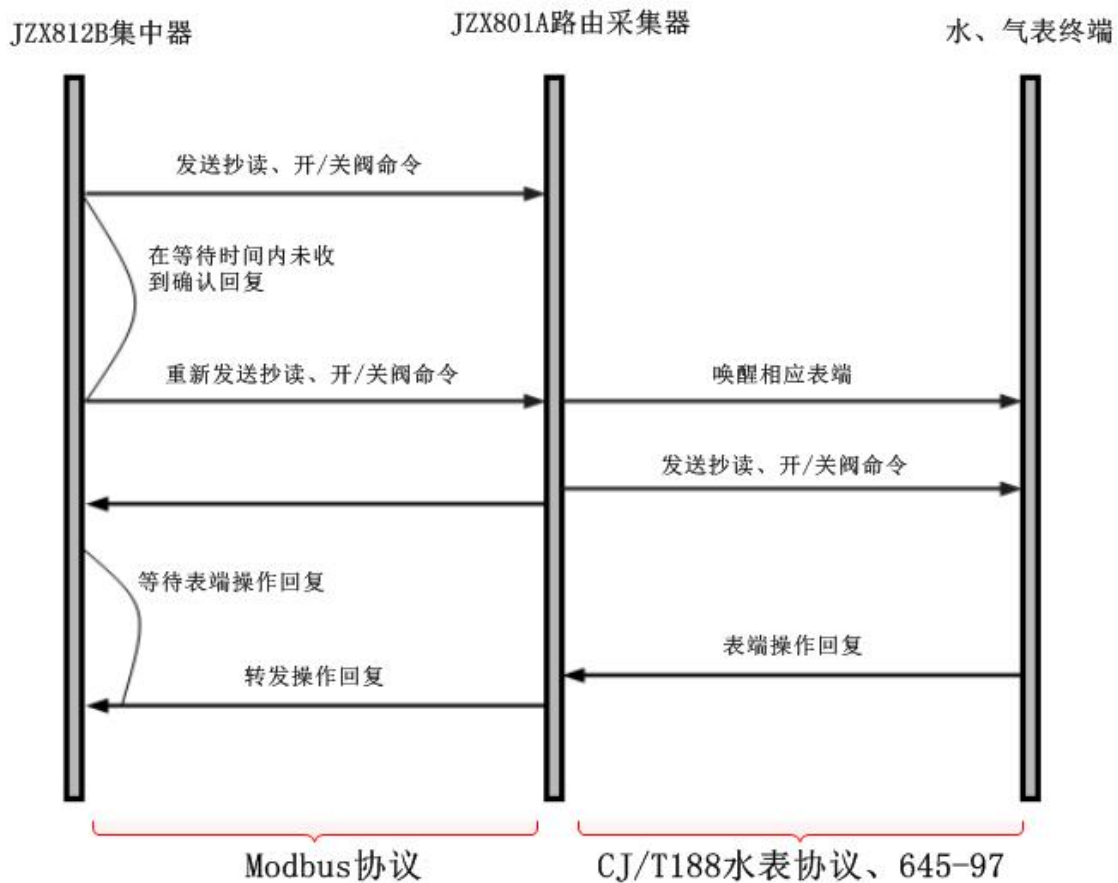 JZX812B集中器
JZX801A路由采集器
水、气表终端
发送抄读、开/关阀命令
在等待时间内未收
到确认回复
重新发送抄读、开/关阀命令
唤醒相应表端
发送抄读、开/关阀命令
等待表端操作回复
表端操作回复
转发操作回复
Modbus协议
CJ/T188水表协议、645-97